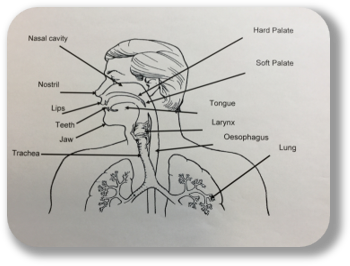 Nasal cavity
Hard Palate
Soft Palate
Nostril
Lips
Tongue
Teeth
Larynx
Jaw
Oesophagus
Trachea
Lung